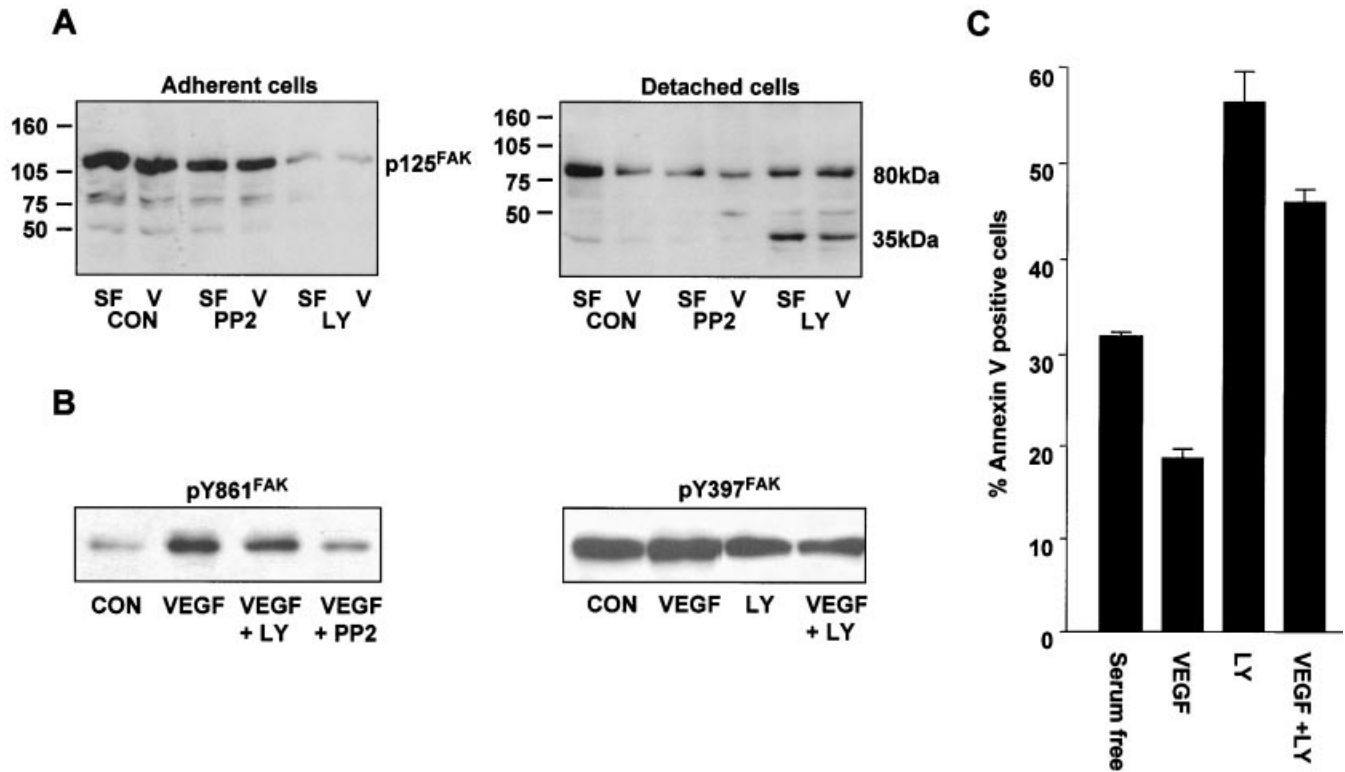 A
Adherent cells
160
105
75
50
p125FAK
SF V SF V SF V
CON PP2 LY
Detached cells
160
105
75
50
80kDa
35kDa
SF V SF V SF V
CON PP2 LY
B
pY861FAK
CON VEGF VEGF VEGF
+ LY + PP2
pY397FAK
CON VEGF LY VEGF
+ LY
C
% Annexin V positive cells
60
50
40
30
20
10
0
Serum free
VEGF
LY
VEGF +LY